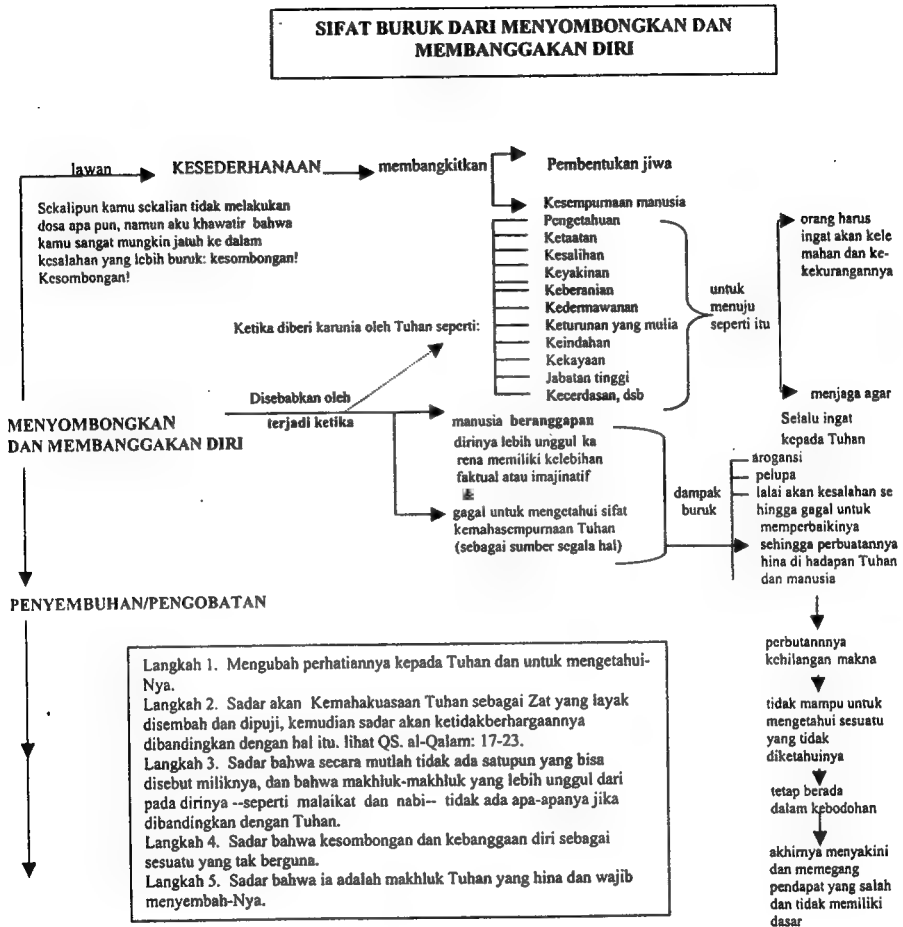 SIFAT BURUK DARI MENYOMBONGKAN DAN
MEMBANGGAKAN DIRI
lawan
KESEDERHANAAN
membangkitkan
Pembentukan jiwa
Kesempurnaan manusia
Sekalipun kamu sekalian tidak melakukan
dosa apa pun, namun aku khawatir bahwa
kamu sangat mungkin jatuh ke dalam
kesalahan yang lebih buruk: kesombongan!
Kesombongan!
Ketika diberi karunia oleh Tuhan seperti:
Pengetahuan
Ketaatan
Kesalihan
Keyakinan
Keberanian
Kedermawanan
Keturunan yang mulia
Keindahan
Kekayaan
Jabatan tinggi
Kecerdasan, dsb
untuk
menuju
seperti itu
orang harus
ingat akan kele
mahan dan ke-
kekurangannya
menjaga agar
Selalu ingat
kepada Tuhan
MENYOMBONGKAN
DAN MEMBANGGAKAN DIRI
Disebabkan oleh
terjadi ketika
manusia beranggapan
dirinya lebih unggul ka
rena memiliki kelebihan
faktual atau imajinatif
&
gagal untuk mengetahui sifat
kemahasempurnaan Tuhan
(sebagai sumber segala hal)
dampak
buruk
arogansi
pelupa
lalai akan kesalahan se
hingga gagal untuk
memperbaikinya
sehingga perbuatannya
hina di hadapan Tuhan
dan manusia
perbutannnya
kehilangan makna
tidak mampu untuk
mengetahui sesuatu
yang tidak
diketahuinya
tetap berada
dalam kebodohan
akhirnya menyakini
dan memegang
pendapat yang salah
dan tidak memiliki
dasar
PENYEMBUHAN/PENGOBATAN
Langkah 1. Mengubah perhatiannya kepada Tuhan dan untuk mengetahui-
Nya.
Langkah 2. Sadar akan Kemahakuasaan Tuhan sebagai Zat yang layak
disembah dan dipuji, kemudian sadar akan ketidakberhargaannya
dibandingkan dengan hal itu. lihat QS. al-Qalam: 17-23.
Langkah 3. Sadar bahwa secara mutlah tidak ada satupun yang bisa
disebut miliknya, dan bahwa makhluk-makhluk yang lebih unggul dari
pada dirinya --seperti malaikat dan nabi-- tidak ada apa-apanya jika
dibandingkan dengan Tuhan.
Langkah 4. Sadar bahwa kesombongan dan kebanggaan diri sebagai
sesuatu yang tak berguna.
Langkah 5. Sadar bahwa ia adalah makhluk Tuhan yang hina dan wajib
menyembah-Nya.